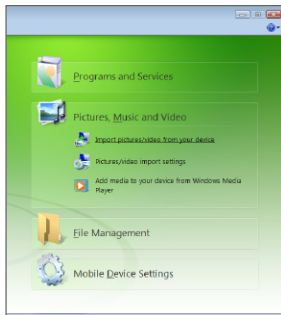 Programs and Services
Pictures, Music and Video
Import pictures/video from your device
Pictures/video import settings
Add media to your device from Windows Media
Player
File Management
Mobile Device Settings